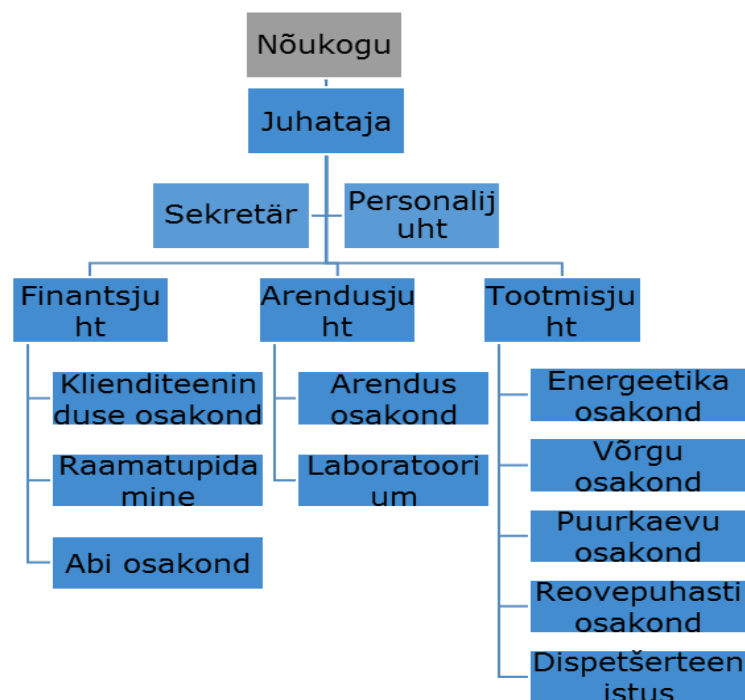 Nõukogu
Juhataja
Sekretär
Personalij
uht
Finantsju
ht
Arendusju
ht
Tootmisju
ht
Klienditeenin
duse osakond
Raamatupida
mine
Abi osakond
Arendus
osakond
Laboratoori
um
Energeetika
osakond
Võrgu
osakond
Puurkaevu
osakond
Reovepuhasti
osakond
Dispetšerteen
istus